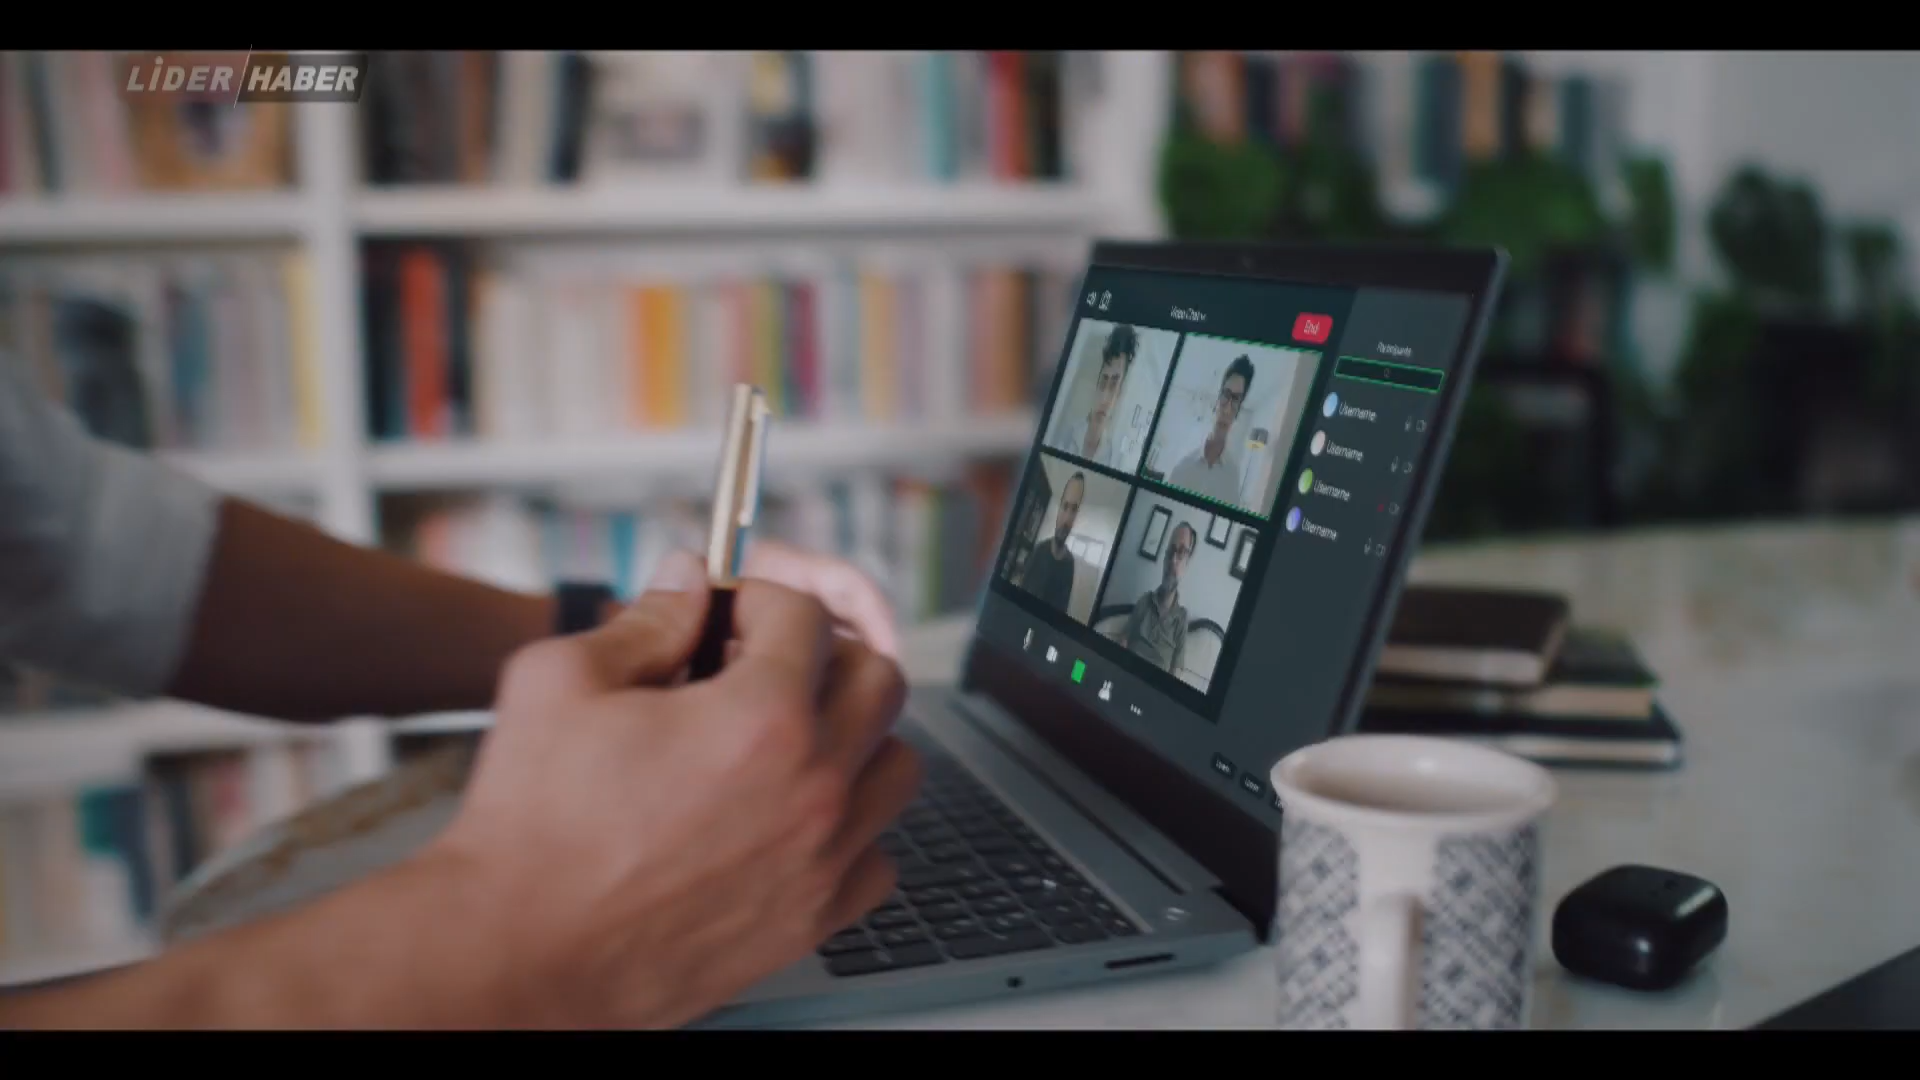 LİDER HABER
Video Chat
End
Participants
Username
Username
Username
Username